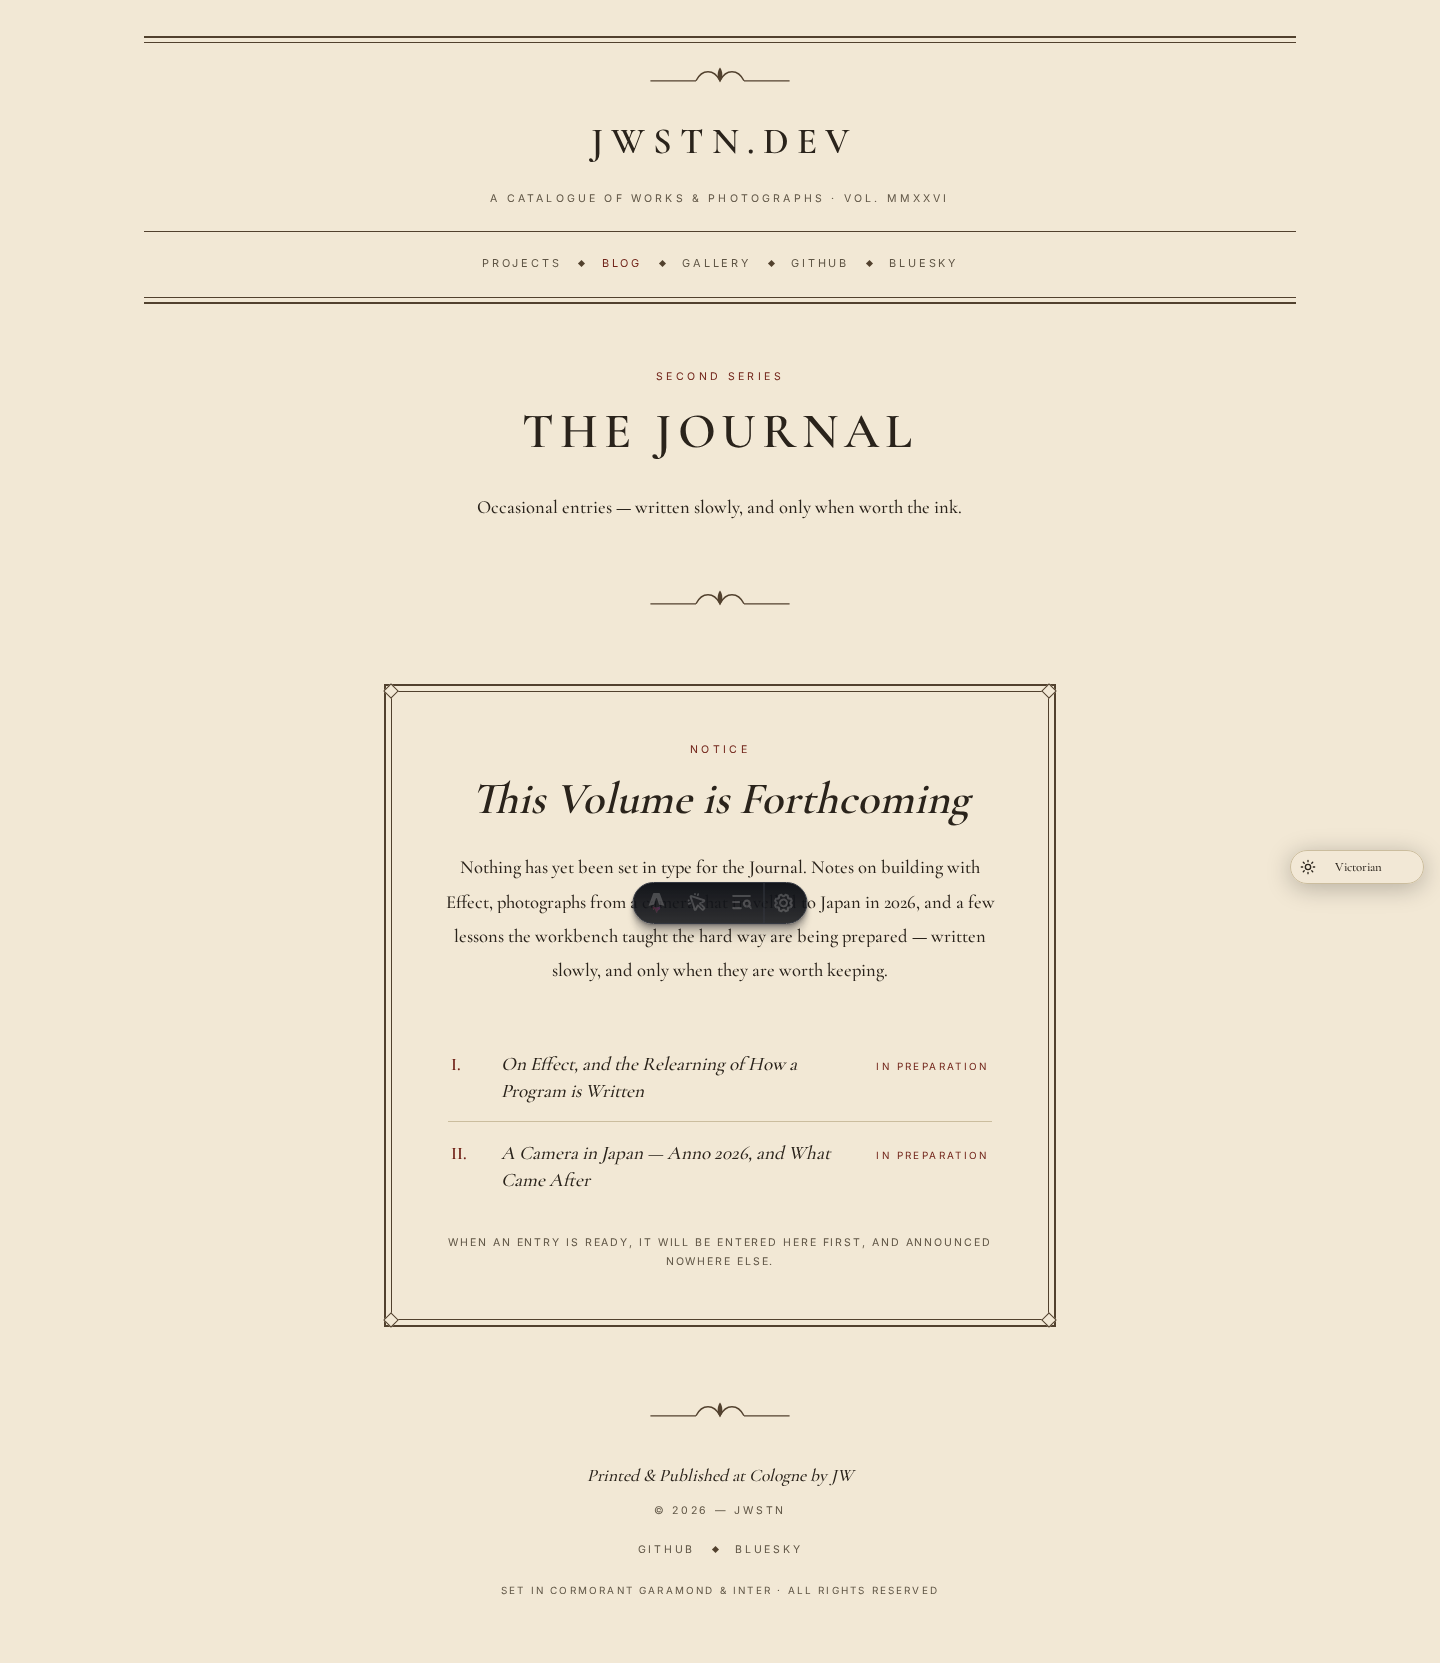 JWSTN.DEV
A CATALOGUE OF WORKS & PHOTOGRAPHS · VOL. MMXXVI
PROJECTS ◆ BLOG ◆ GALLERY ◆ GITHUB ◆ BLUESKY
SECOND SERIES
THE JOURNAL
Occasional entries — written slowly, and only when worth the ink.
NOTICE
This Volume is Forthcoming
Nothing has yet been set in type for the Journal. Notes on building with
Effect, photographs from a to Japan in 2026, and a few
lessons the workbench taught the hard way are being prepared — written
slowly, and only when they are worth keeping.
Victorian
I. On Effect, and the Relearning of How a IN PREPARATION
Program is Written
II. A Camera in Japan — Anno 2026, and What IN PREPARATION
Came After
WHEN AN ENTRY IS READY, IT WILL BE ENTERED HERE FIRST, AND ANNOUNCED
NOWHERE ELSE.
Printed & Published at Cologne by JW
© 2026 — JWSTN
GITHUB ◆ BLUESKY
SET IN CORMORANT GARAMOND & INTER · ALL RIGHTS RESERVED